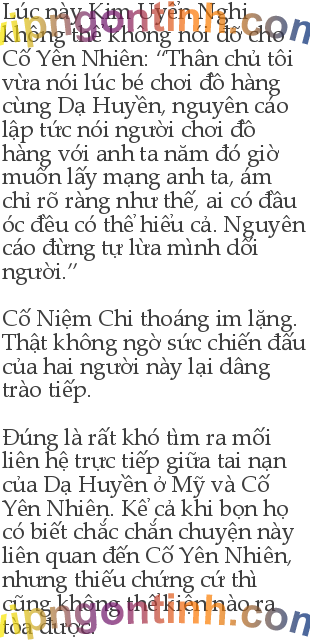 Lúc này Kim Uyển Nghi
không thể không nói đỡ cho
Cố Yên Nhiên: “Thân chủ tôi
vừa nói lúc bé chơi đồ hàng
cùng Dạ Huyền, nguyên cáo
lập tức nói người chơi đồ
hàng với anh ta năm đó giờ
muốn lấy mạng anh ta, ám
chỉ rõ ràng như thế, ai có đầu
óc đều có thể hiểu cả. Nguyên
cáo đừng tự lừa mình dối
người.”
Cố Niệm Chi thoáng im lặng.
Thật không ngờ sức chiến đấu
của hai người này lại dâng
trào tiếp.
Đúng là rất khó tìm ra mối
liên hệ trực tiếp giữa tai nạn
của Dạ Huyền ở Mỹ và Cố
Yên Nhiên. Kể cả khi bọn họ
có biết chắc chắn chuyện này
liên quan đến Cố Yên Nhiên,
nhưng thiếu chứng cứ thì
cũng không thể kiện nào ra
tòa được